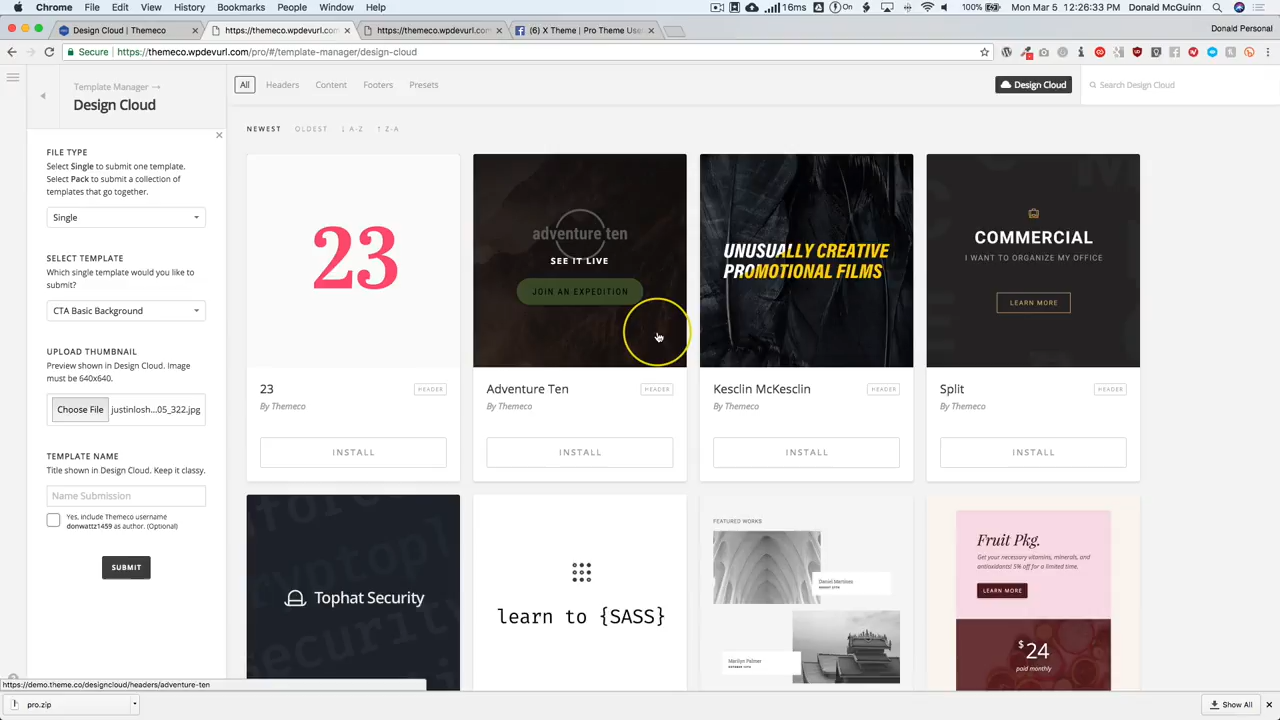 Chrome File Edit View History Bookmarks People Window Help 16ms On 100% Mon Mar 5 12:26:33 PM Donald McGuinn
Design Cloud | Themeco https://themeco.wpdevurl.com/pro https://themeco.wpdevurl.com (6) X Theme | Pro Theme Use Donald Personal
Secure https://themeco.wpdevurl.com/pro/#/template-manager/design-cloud
Template Manager →
Design Cloud
All Headers Content Footers Presets Design Cloud Search Design Cloud
NEWEST OLDEST ↓ A-Z ↑ Z-A
FILE TYPE
Select Single to submit one template.
Select Pack to submit a collection of
templates that go together.
Single
SELECT TEMPLATE
Which single template would you like to
submit?
CTA Basic Background
UPLOAD THUMBNAIL
Preview shown in Design Cloud. Image
must be 640x640.
Choose File justinlosh...05_322.jpg
TEMPLATE NAME
Title shown in Design Cloud. Keep it classy.
Name Submission
Yes, include Themeco username
donwattz1459 as author. (Optional)
SUBMIT
23
adventure ten
SEE IT LIVE
JOIN AN EXPEDITION
UNUSUALLY CREATIVE
PROMOTIONAL FILMS
COMMERCIAL
I WANT TO ORGANIZE MY OFFICE
LEARN MORE
23 HEADER
By Themeco
INSTALL
Adventure Ten HEADER
By Themeco
INSTALL
Kesclin McKesclin HEADER
By Themeco
INSTALL
Split HEADER
By Themeco
INSTALL
Tophat Security
learn to {SASS}
FEATURED WORKS
Daniel Martinez
Marilyn Palmer
Fruit Pkg.
Get your necessary vitamins, minerals, and
antioxidants! 5% off for a limited time.
LEARN MORE
$24
paid monthly
https://demo.theme.co/designcloud/headers/adventure-ten
pro.zip Show All